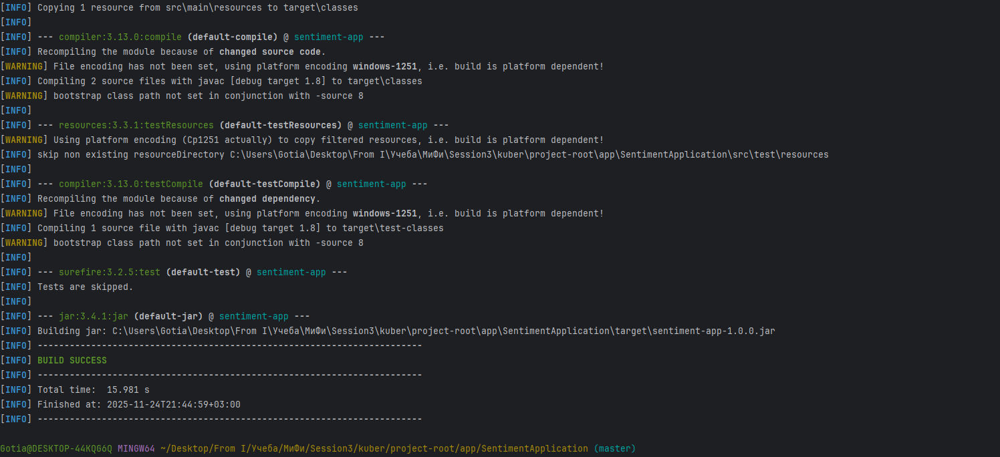 [INFO] Copying 1 resource from src\main\resources to target\classes
[INFO]
[INFO] --- compiler:3.13.0:compile (default-compile) @ sentiment-app ---
[INFO] Recompiling the module because of changed source code.
[WARNING] File encoding has not been set, using platform encoding windows-1251, i.e. build is platform dependent!
[INFO] Compiling 2 source files with javac [debug target 1.8] to target\classes
[WARNING] bootstrap class path not set in conjunction with -source 8
[INFO]
[INFO] --- resources:3.3.1:testResources (default-testResources) @ sentiment-app ---
[WARNING] Using platform encoding (Cp1251 actually) to copy filtered resources, i.e. build is platform dependent!
[INFO] skip non existing resourceDirectory C:\Users\Gotia\Desktop\From I\Учеба\МиФи\Session3\kuber\project-root\app\SentimentApplication\src\test\resources
[INFO]
[INFO] --- compiler:3.13.0:testCompile (default-testCompile) @ sentiment-app ---
[INFO] Recompiling the module because of changed dependency.
[WARNING] File encoding has not been set, using platform encoding windows-1251, i.e. build is platform dependent!
[INFO] Compiling 1 source file with javac [debug target 1.8] to target\test-classes
[WARNING] bootstrap class path not set in conjunction with -source 8
[INFO]
[INFO] --- surefire:3.2.5:test (default-test) @ sentiment-app ---
[INFO] Tests are skipped.
[INFO]
[INFO] --- jar:3.4.1:jar (default-jar) @ sentiment-app ---
[INFO] Building jar: C:\Users\Gotia\Desktop\From I\Учеба\МиФи\Session3\kuber\project-root\app\SentimentApplication\target\sentiment-app-1.0.0.jar
[INFO] ------------------------------------------------------------------------
[INFO] BUILD SUCCESS
[INFO] ------------------------------------------------------------------------
[INFO] Total time:  15.981 s
[INFO] Finished at: 2025-11-24T21:44:59+03:00
[INFO] ------------------------------------------------------------------------
Gotia@DESKTOP-44KQG6Q MINGW64 ~/Desktop/From I/Учеба/МиФи/Session3/kuber/project-root/app/SentimentApplication (master)